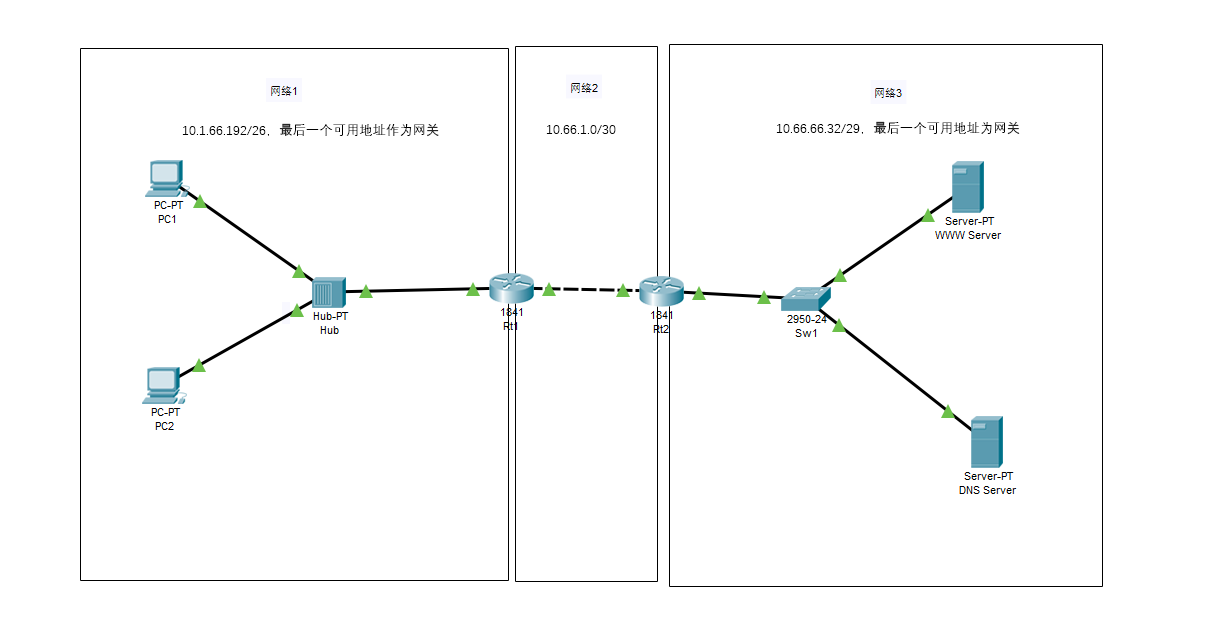 网络1
10.1.66.192/26，最后一个可用地址作为网关
PC-PT
PC1
PC-PT
PC2
Hub-PT
Hub
网络2
10.66.1.0/30
1841
Rt1
1841
Rt2
网络3
10.66.66.32/29，最后一个可用地址为网关
2950-24
Sw1
Server-PT
WWW Server
Server-PT
DNS Server